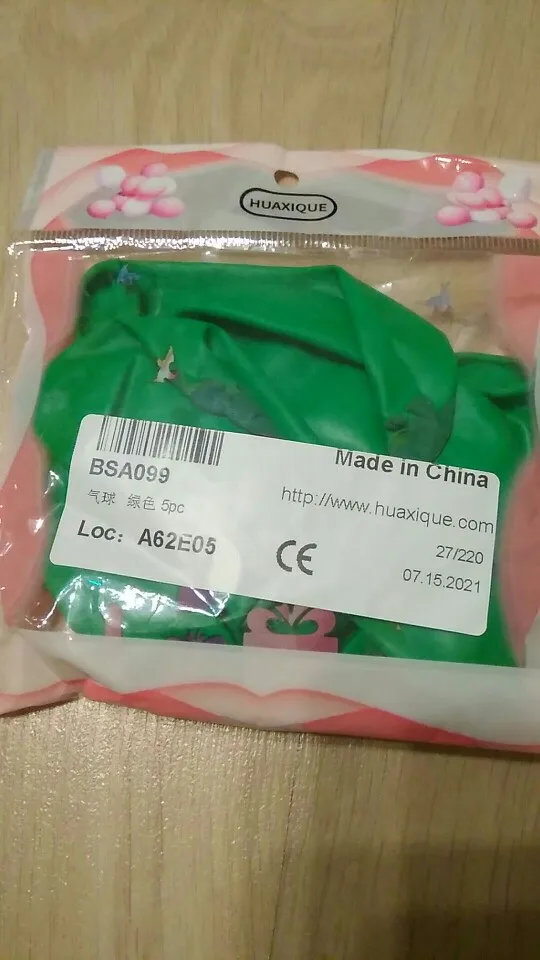 HUAXIQUE
BSA099
气球 绿色 5pc
Loc: A62E05
CE
Made in China
http://www.huaxique.com
27/220
07.15.2021